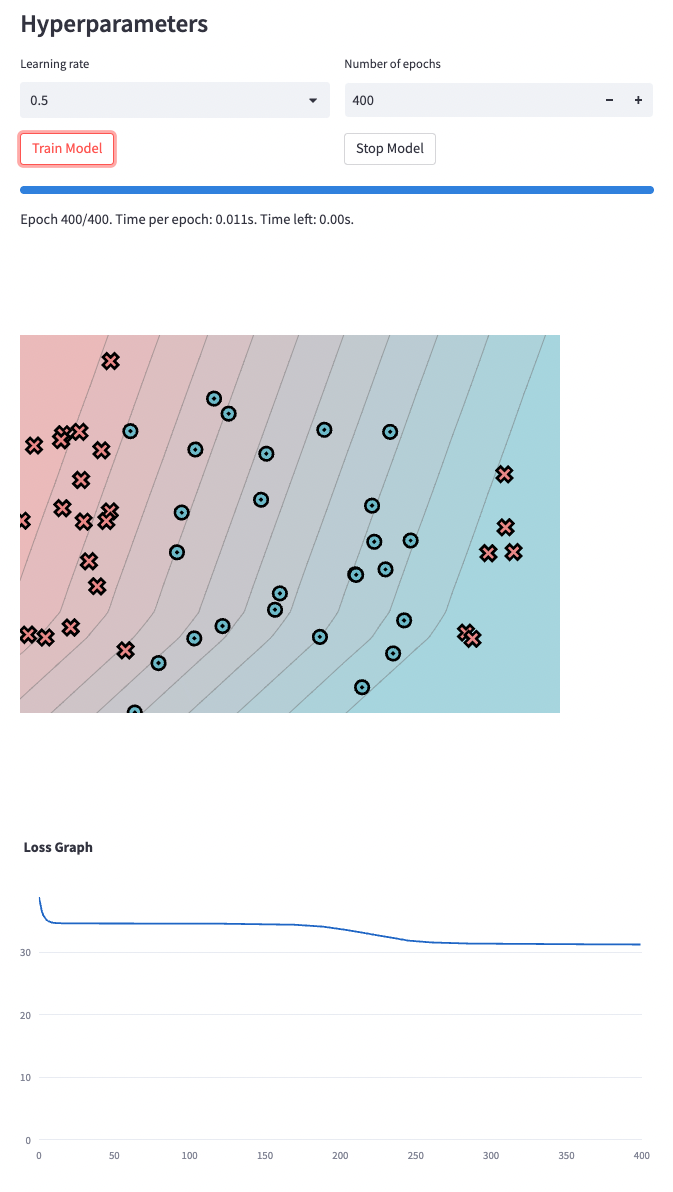 Hyperparameters
Learning rate
Number of epochs
0.5
400
Train Model
Stop Model
Epoch 400/400. Time per epoch: 0.011s. Time left: 0.00s.
Loss Graph
30
20
10
0
0 50 100 150 200 250 300 350 400